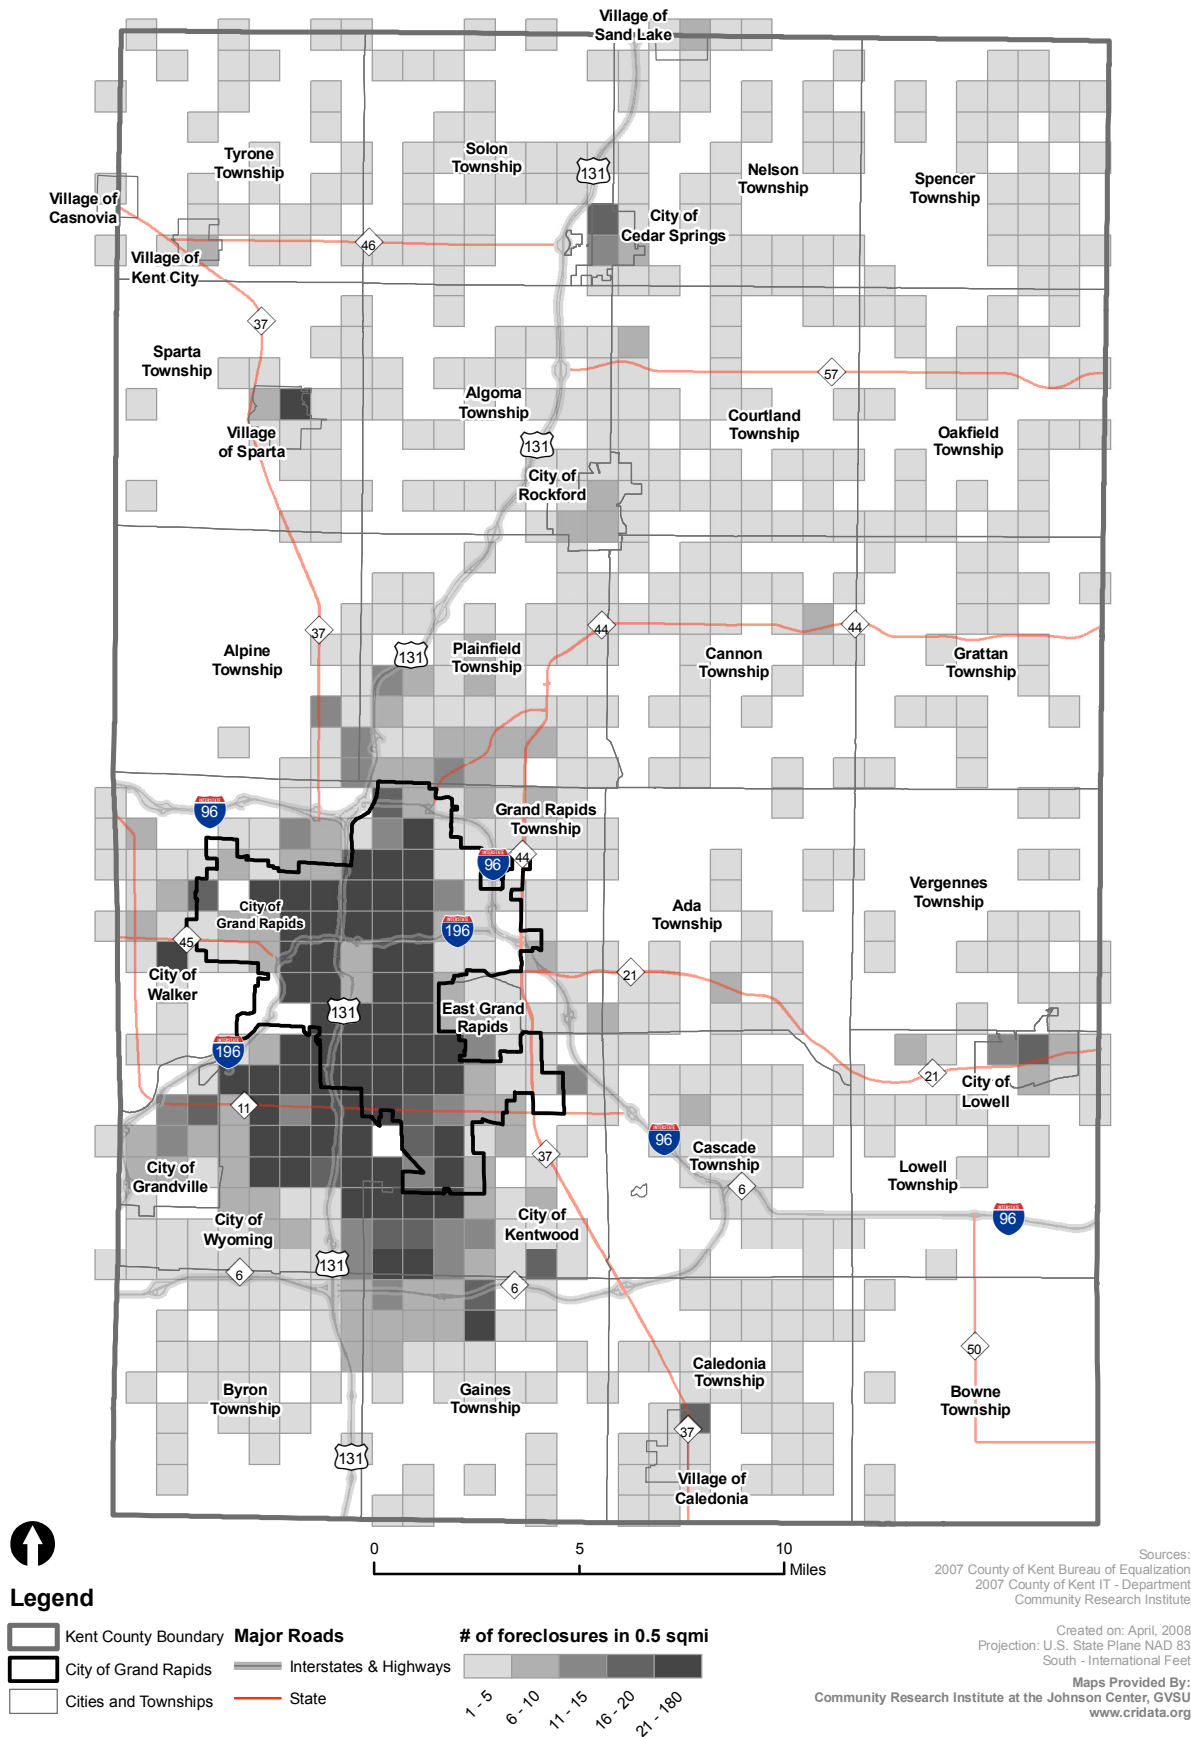 Village of
Sand Lake
Tyrone
Township
Solon
Township
131
Nelson
Township
Spencer
Township
Village of
Casnovia
City of
Cedar Springs
46
Village of
Kent City
37
Sparta
Township
57
Algoma
Township
Courtland
Township
Oakfield
Township
Village
of Sparta
131
City of
Rockford
37
44
44
Alpine
Township
131
Plainfield
Township
Cannon
Township
Grattan
Township
INTERSTATE
96
Grand Rapids
Township
INTERSTATE
96
44
City of
Grand Rapids
Ada
Township
Vergennes
Township
INTERSTATE
196
45
City of
Walker
21
131
East Grand
Rapids
INTERSTATE
196
21
City of
Lowell
11
INTERSTATE
96
37
Cascade
Township
City of
Grandville
Lowell
Township
6
City of
Wyoming
City of
Kentwood
INTERSTATE
96
131
6
6
50
Caledonia
Township
Byron
Township
Gaines
Township
Bowne
Township
37
131
Village of
Caledonia
0 5 10
Miles
Legend
Kent County Boundary
City of Grand Rapids
Cities and Townships
Major Roads
Interstates & Highways
State
# of foreclosures in 0.5 sqmi
1 - 5
6 - 10
11 - 15
16 - 20
21 - 180
Sources:
2007 County of Kent Bureau of Equalization
2007 County of Kent IT - Department
Community Research Institute
Created on: April, 2008
Projection: U.S. State Plane NAD 83
South - International Feet
Maps Provided By:
Community Research Institute at the Johnson Center, GVSU
www.cridata.org